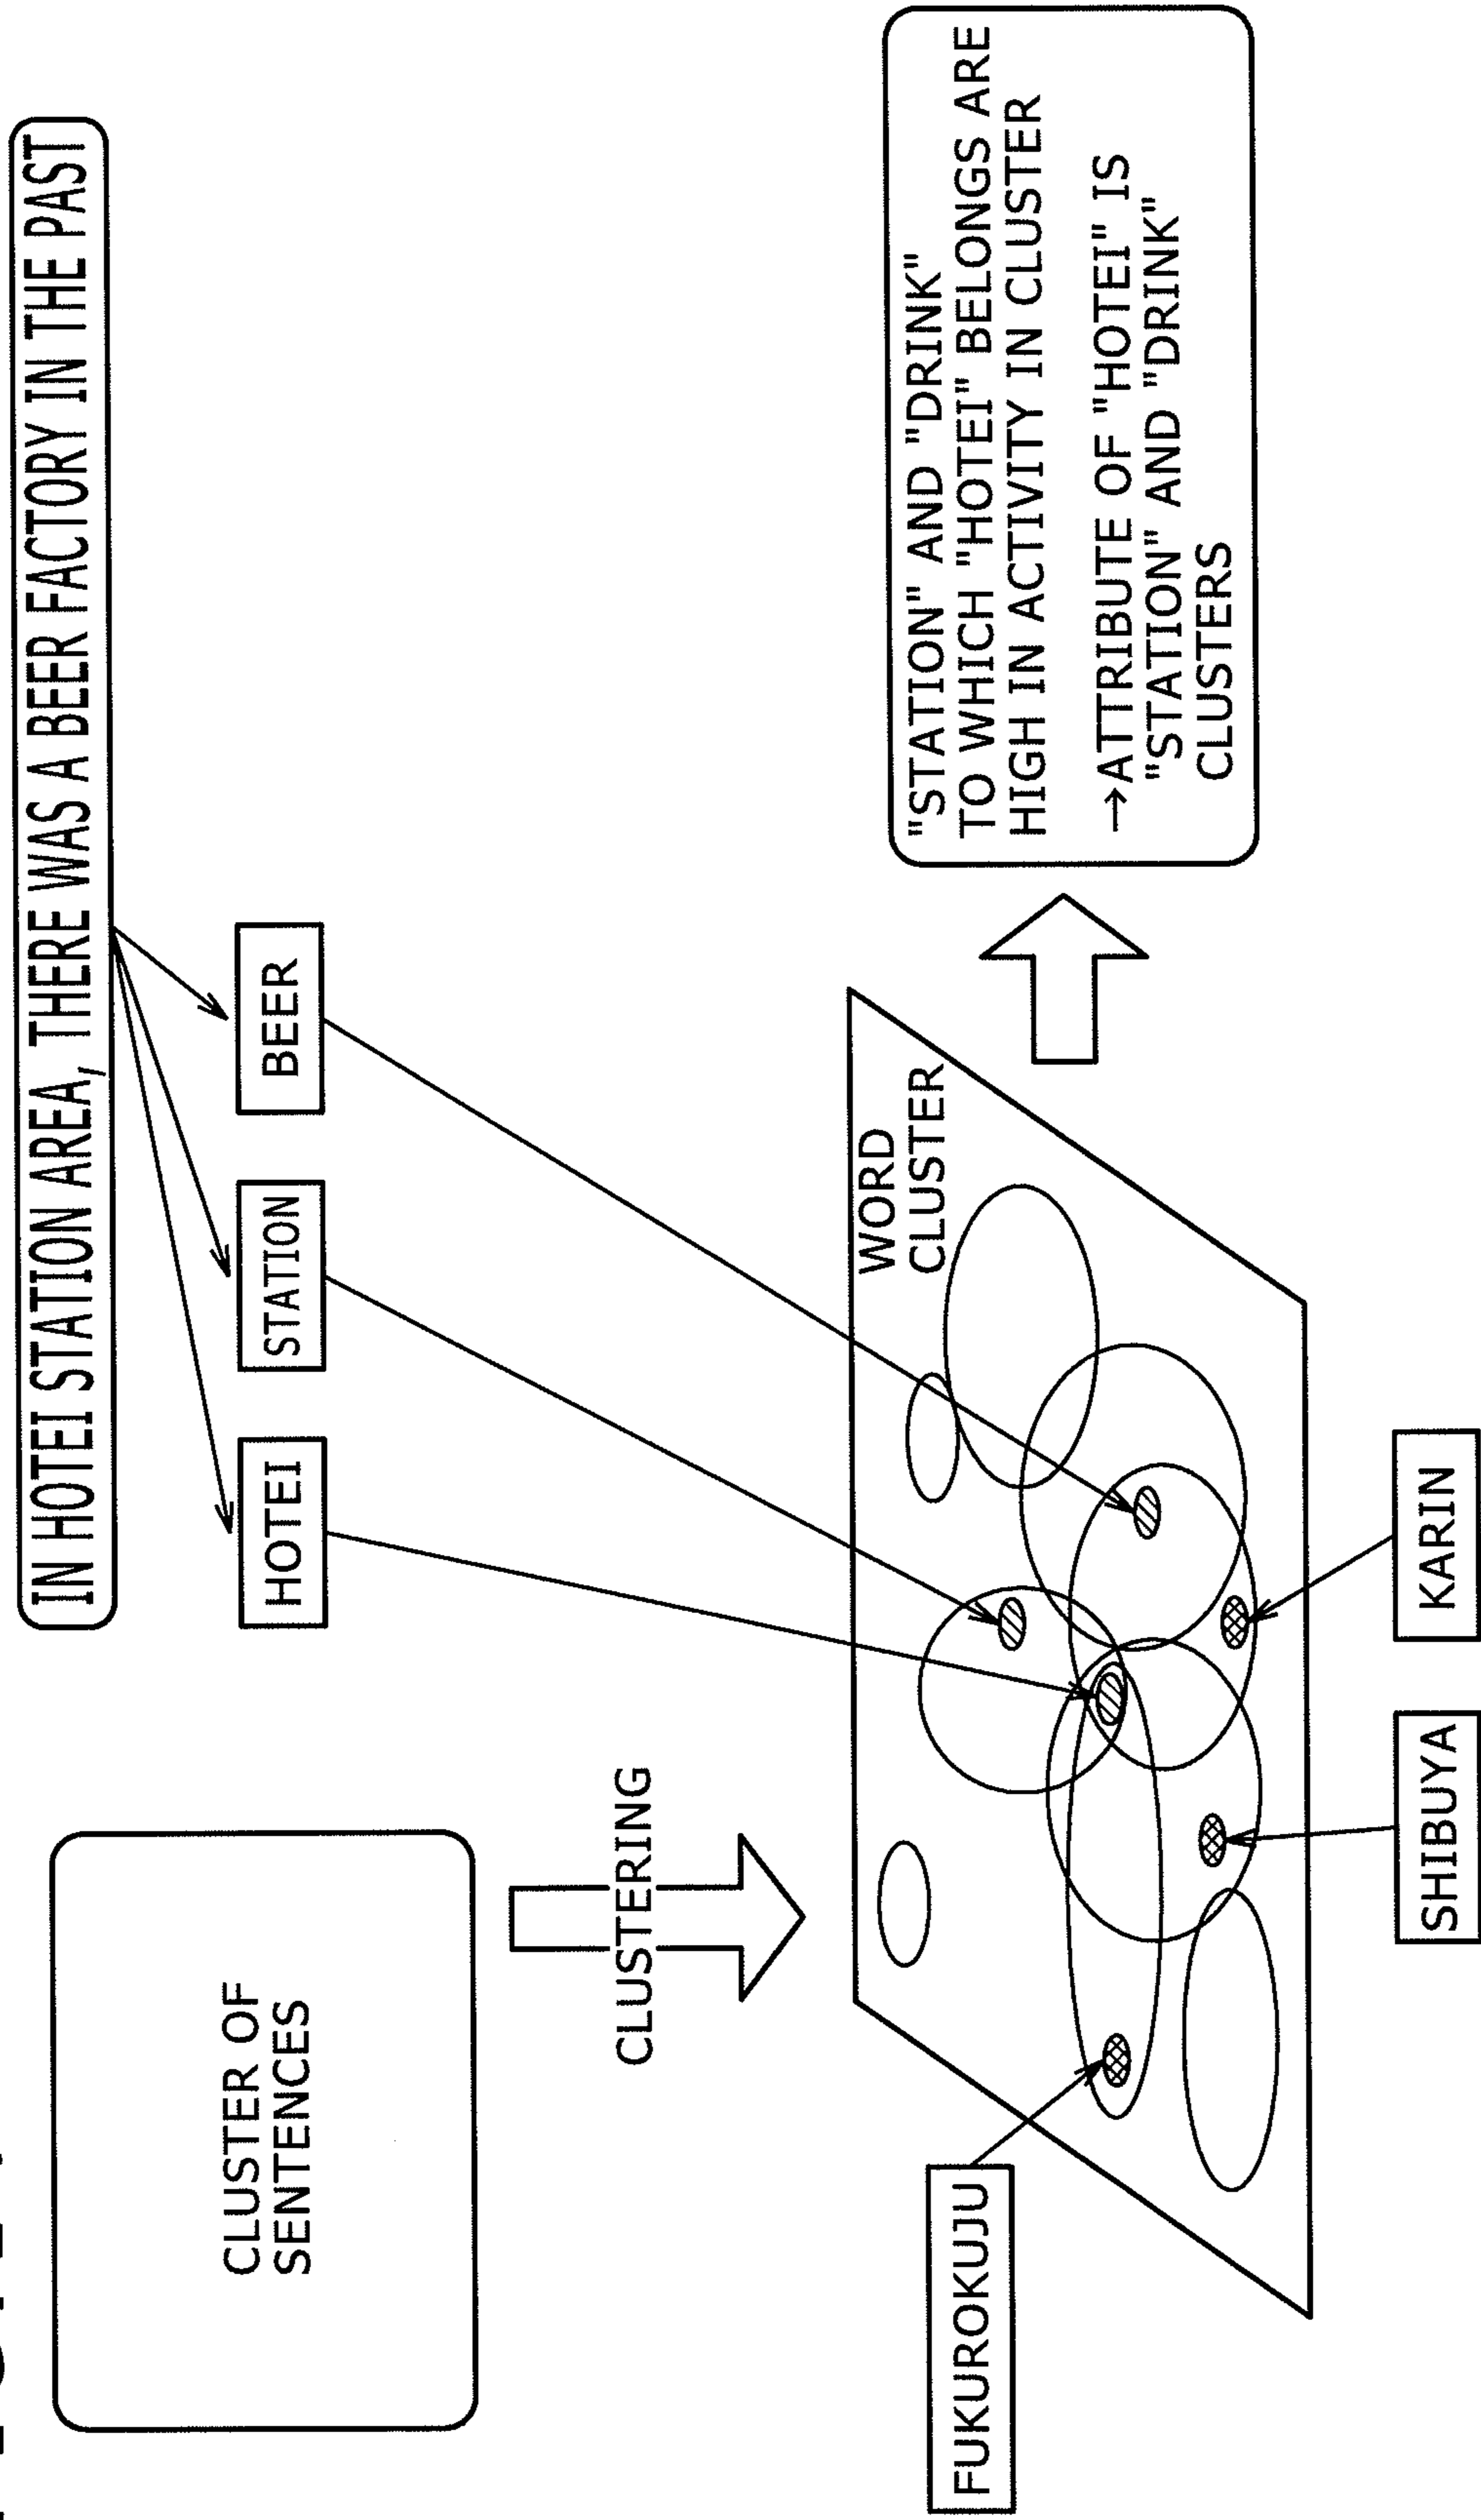 IN HOTEI STATION AREA, THERE WAS A BEER FACTORY IN THE PAST
CLUSTER OF
SENTENCES
HOTEI
STATION
BEER
CLUSTERING
WORD
CLUSTER
FUKUROKUJU
SHIBUYA
KARIN
"STATION" AND "DRINK"
TO WHICH "HOTEI" BELONGS ARE
HIGH IN ACTIVITY IN CLUSTER
→ATTRIBUTE OF "HOTEI" IS
"STATION" AND "DRINK"
CLUSTERS